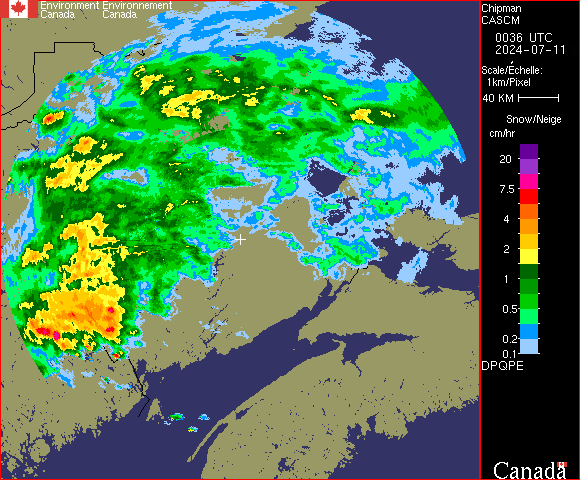 Environment Environnement
Canada Canada
Chipman
CASCM
0036 UTC
2024-07-11
Scale/Échelle:
1km/Pixel
40 KM
Snow/Neige
cm/hr
20
7.5
4
2
1
0.5
0.2
0.1
DPQPE
Canada